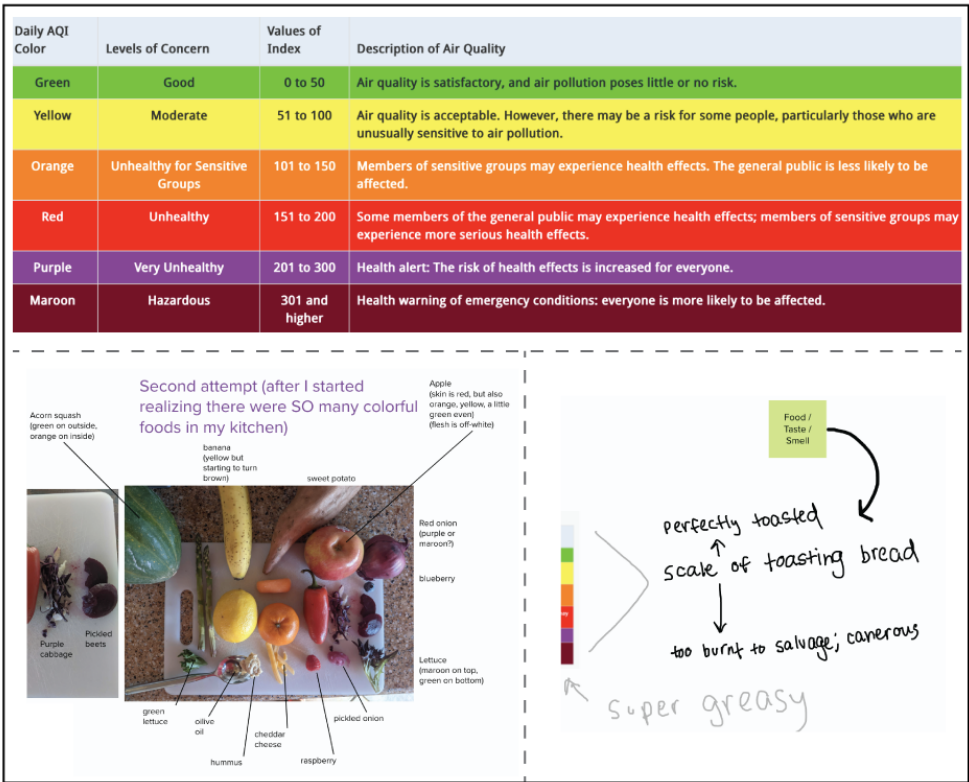 Daily AQI Color
Levels of Concern
Values of Index
Description of Air Quality
Green
Good
0 to 50
Air quality is satisfactory, and air pollution poses little or no risk.
Yellow
Moderate
51 to 100
Air quality is acceptable. However, there may be a risk for some people, particularly those who are
unusually sensitive to air pollution.
Orange
Unhealthy for Sensitive
Groups
101 to 150
Members of sensitive groups may experience health effects. The general public is less likely to be
affected.
Red
Unhealthy
151 to 200
Some members of the general public may experience health effects; members of sensitive groups may
experience more serious health effects.
Purple
Very Unhealthy
201 to 300
Health alert: The risk of health effects is increased for everyone.
Maroon
Hazardous
301 and
higher
Health warning of emergency conditions: everyone is more likely to be affected.
Second attempt (after I started
realizing there were SO many colorful
foods in my kitchen)
Acorn squash
(green on outside,
orange on inside)
banana
(yellow but
starting to turn
brown)
sweet potato
Apple
(skin is red, but also
orange, yellow, a little
green even)
(flesh is off-white)
Red onion
(purple or
maroon?)
blueberry
Lettuce
(maroon on top,
green on bottom)
Purple
cabbage
Pickled
beets
green
lettuce
oilive
oil
hummus
cheddar
cheese
raspberry
pickled onion
Food /
Taste /
Smell
perfectly toasted
scale of toasting bread
too burnt to salvage; canerous
super greasy